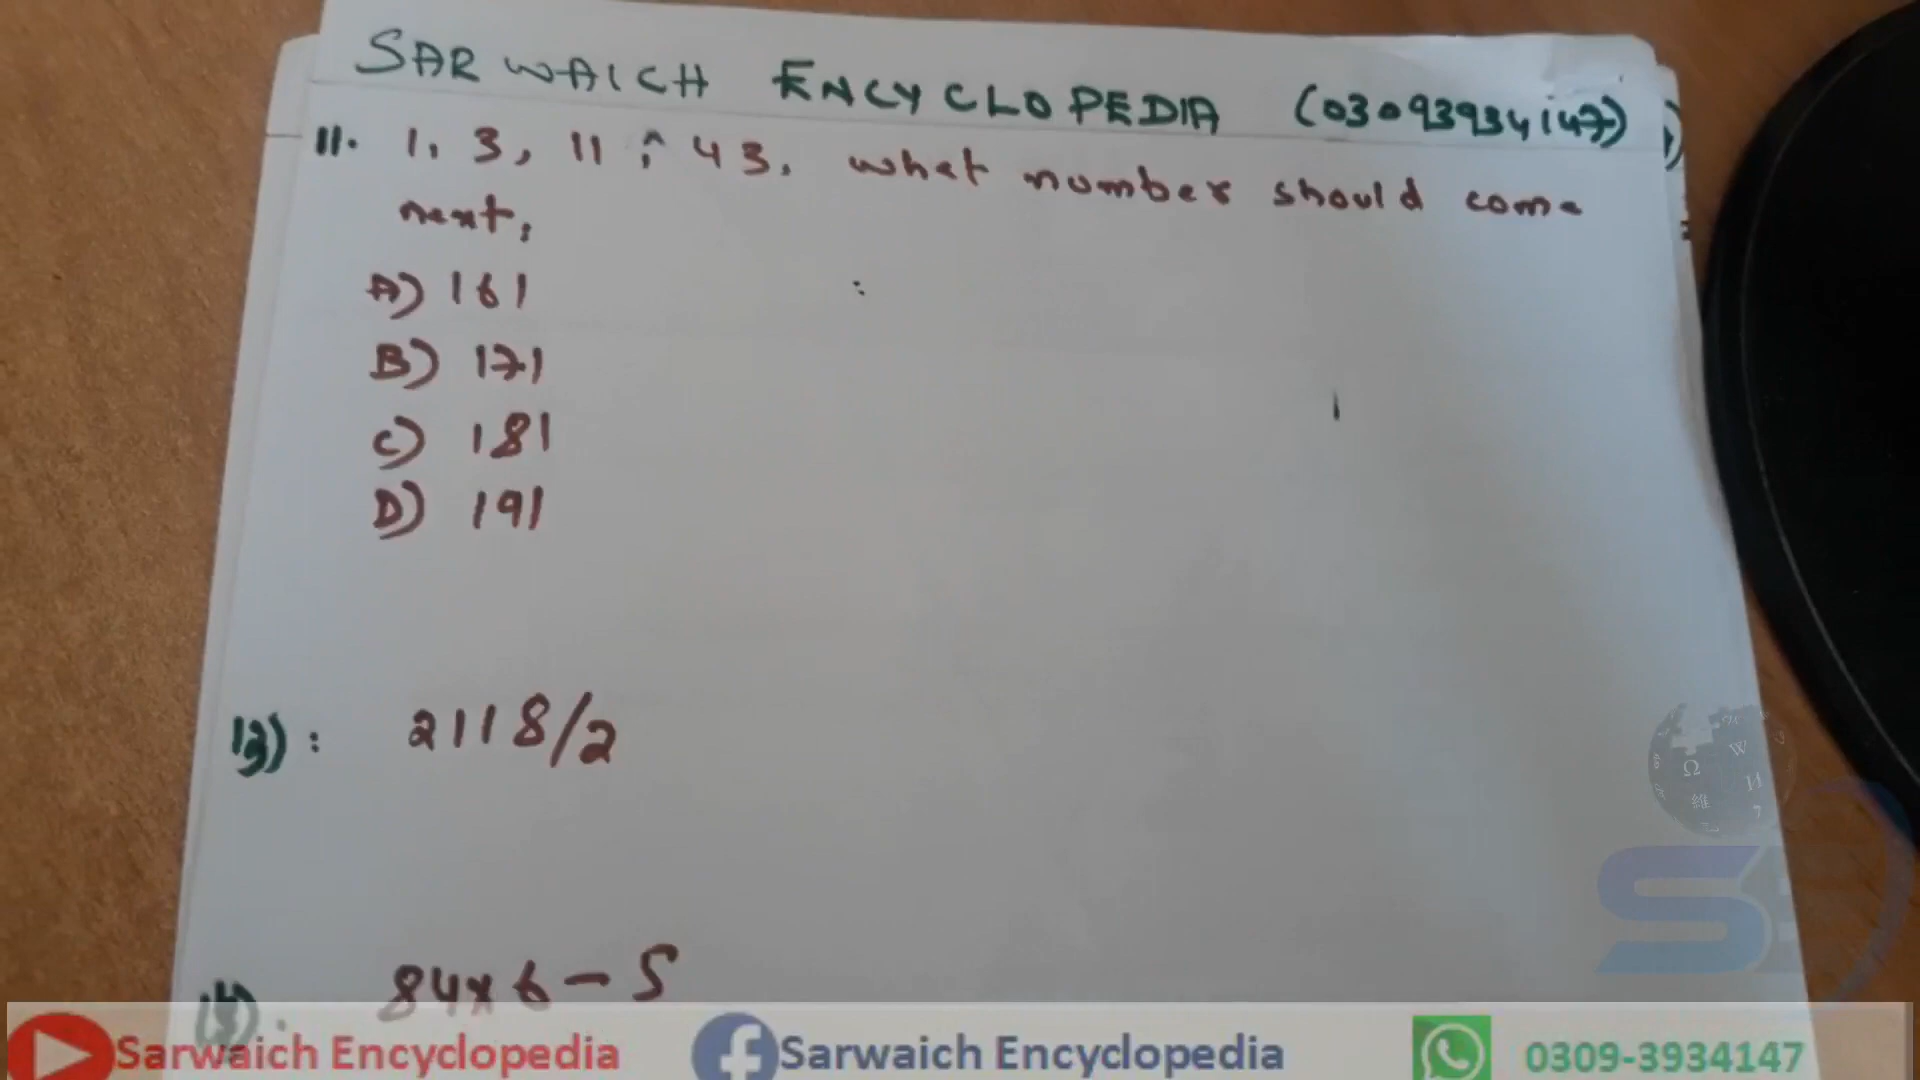 SARWAICH ENCYCLOPEDIA (03093934147)
11. 1, 3, 11, 43. what number should come
next,
A) 161
B) 171
C) 181
D) 191
13): 2118/2
84x6-5
Sarwaich Encyclopedia Sarwaich Encyclopedia 0309-3934147